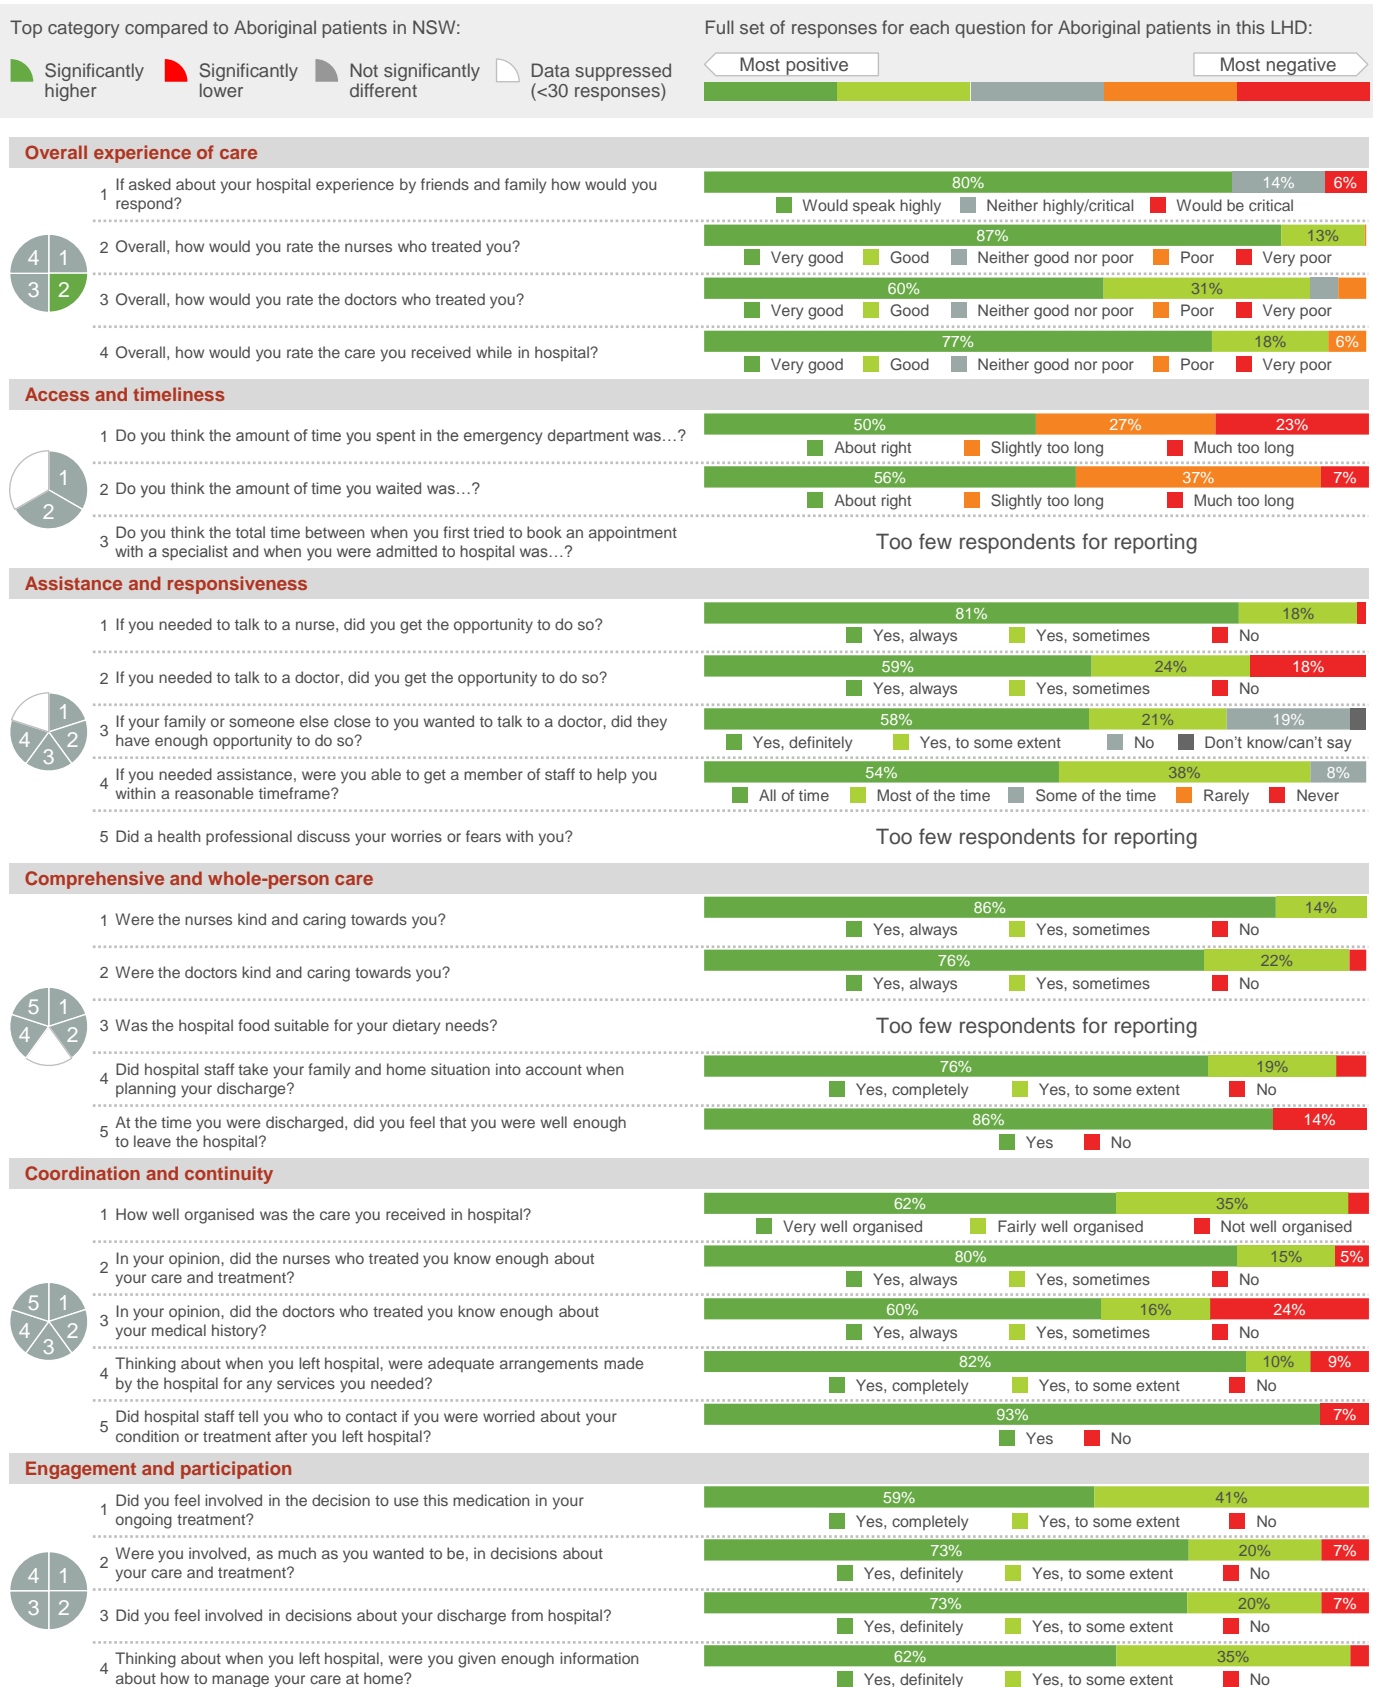 Top category compared to Aboriginal patients in NSW:
Full set of responses for each question for Aboriginal patients in this LHD:
Significantly higher
Significantly lower
Not significantly different
Data suppressed (<30 responses)
Most positive
Most negative
Overall experience of care
4 1
3 2
1 If asked about your hospital experience by friends and family how would you
respond?
80% 14% 6%
Would speak highly Neither highly/critical Would be critical
2 Overall, how would you rate the nurses who treated you?
87% 13%
Very good Good Neither good nor poor Poor Very poor
3 Overall, how would you rate the doctors who treated you?
60% 31%
Very good Good Neither good nor poor Poor Very poor
4 Overall, how would you rate the care you received while in hospital?
77% 18% 6%
Very good Good Neither good nor poor Poor Very poor
Access and timeliness
1
2
1 Do you think the amount of time you spent in the emergency department was…?
50% 27% 23%
About right Slightly too long Much too long
2 Do you think the amount of time you waited was…?
56% 37% 7%
About right Slightly too long Much too long
3 Do you think the total time between when you first tried to book an appointment
with a specialist and when you were admitted to hospital was…?
Too few respondents for reporting
Assistance and responsiveness
1
4 2
3
1 If you needed to talk to a nurse, did you get the opportunity to do so?
81% 18%
Yes, always Yes, sometimes No
2 If you needed to talk to a doctor, did you get the opportunity to do so?
59% 24% 18%
Yes, always Yes, sometimes No
3 If your family or someone else close to you wanted to talk to a doctor, did they
have enough opportunity to do so?
58% 21% 19%
Yes, definitely Yes, to some extent No Don't know/can't say
4 If you needed assistance, were you able to get a member of staff to help you
within a reasonable timeframe?
54% 38% 8%
All of time Most of the time Some of the time Rarely Never
5 Did a health professional discuss your worries or fears with you?
Too few respondents for reporting
Comprehensive and whole-person care
5 1
4 2
1 Were the nurses kind and caring towards you?
86% 14%
Yes, always Yes, sometimes No
2 Were the doctors kind and caring towards you?
76% 22%
Yes, always Yes, sometimes No
3 Was the hospital food suitable for your dietary needs?
Too few respondents for reporting
4 Did hospital staff take your family and home situation into account when
planning your discharge?
76% 19%
Yes, completely Yes, to some extent No
5 At the time you were discharged, did you feel that you were well enough
to leave the hospital?
86% 14%
Yes No
Coordination and continuity
5 1
4 2
3
1 How well organised was the care you received in hospital?
62% 35%
Very well organised Fairly well organised Not well organised
2 In your opinion, did the nurses who treated you know enough about
your care and treatment?
80% 15% 5%
Yes, always Yes, sometimes No
3 In your opinion, did the doctors who treated you know enough about
your medical history?
60% 16% 24%
Yes, always Yes, sometimes No
4 Thinking about when you left hospital, were adequate arrangements made
by the hospital for any services you needed?
82% 10% 9%
Yes, completely Yes, to some extent No
5 Did hospital staff tell you who to contact if you were worried about your
condition or treatment after you left hospital?
93% 7%
Yes No
Engagement and participation
4 1
3 2
1 Did you feel involved in the decision to use this medication in your
ongoing treatment?
59% 41%
Yes, completely Yes, to some extent No
2 Were you involved, as much as you wanted to be, in decisions about
your care and treatment?
73% 20% 7%
Yes, definitely Yes, to some extent No
3 Did you feel involved in decisions about your discharge from hospital?
73% 20% 7%
Yes, definitely Yes, to some extent No
4 Thinking about when you left hospital, were you given enough information
about how to manage your care at home?
62% 35%
Yes, definitely Yes, to some extent No